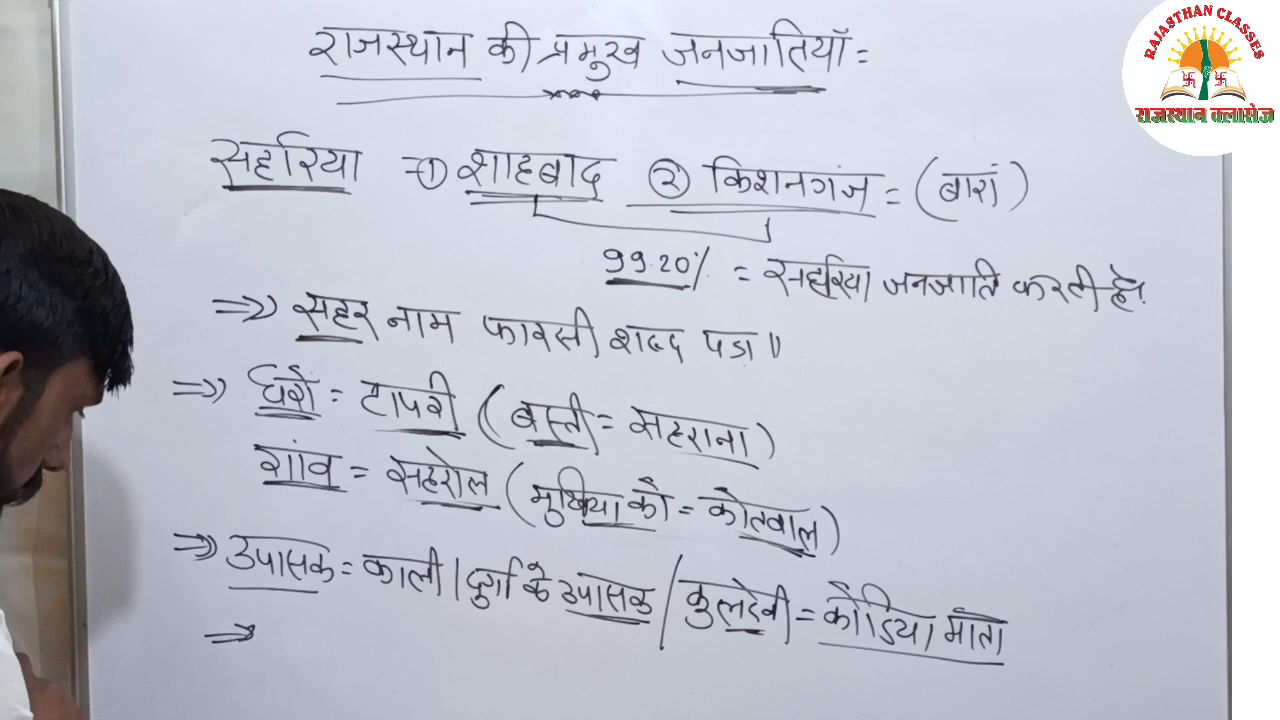 राजस्थान की प्रमुख जनजातियाँ =
RAJASTHAN CLASSES
राजस्थान क्लासेज
सहरिया ⇒ ① शाहबाद ② किशनगंज = (बारां)
99.20% = सहरिया जनजाति करती है।
⇒ सहर नाम फारसी शब्द पडा॥
⇒ घरो = टापरी (बस्ती = सहराना)
गांव = सहरोल (मुखिया को = कोतवाल)
⇒ उपासक = काली / दुर्गा के उपासक / कुलदेवी = कोडिया माता
⇒